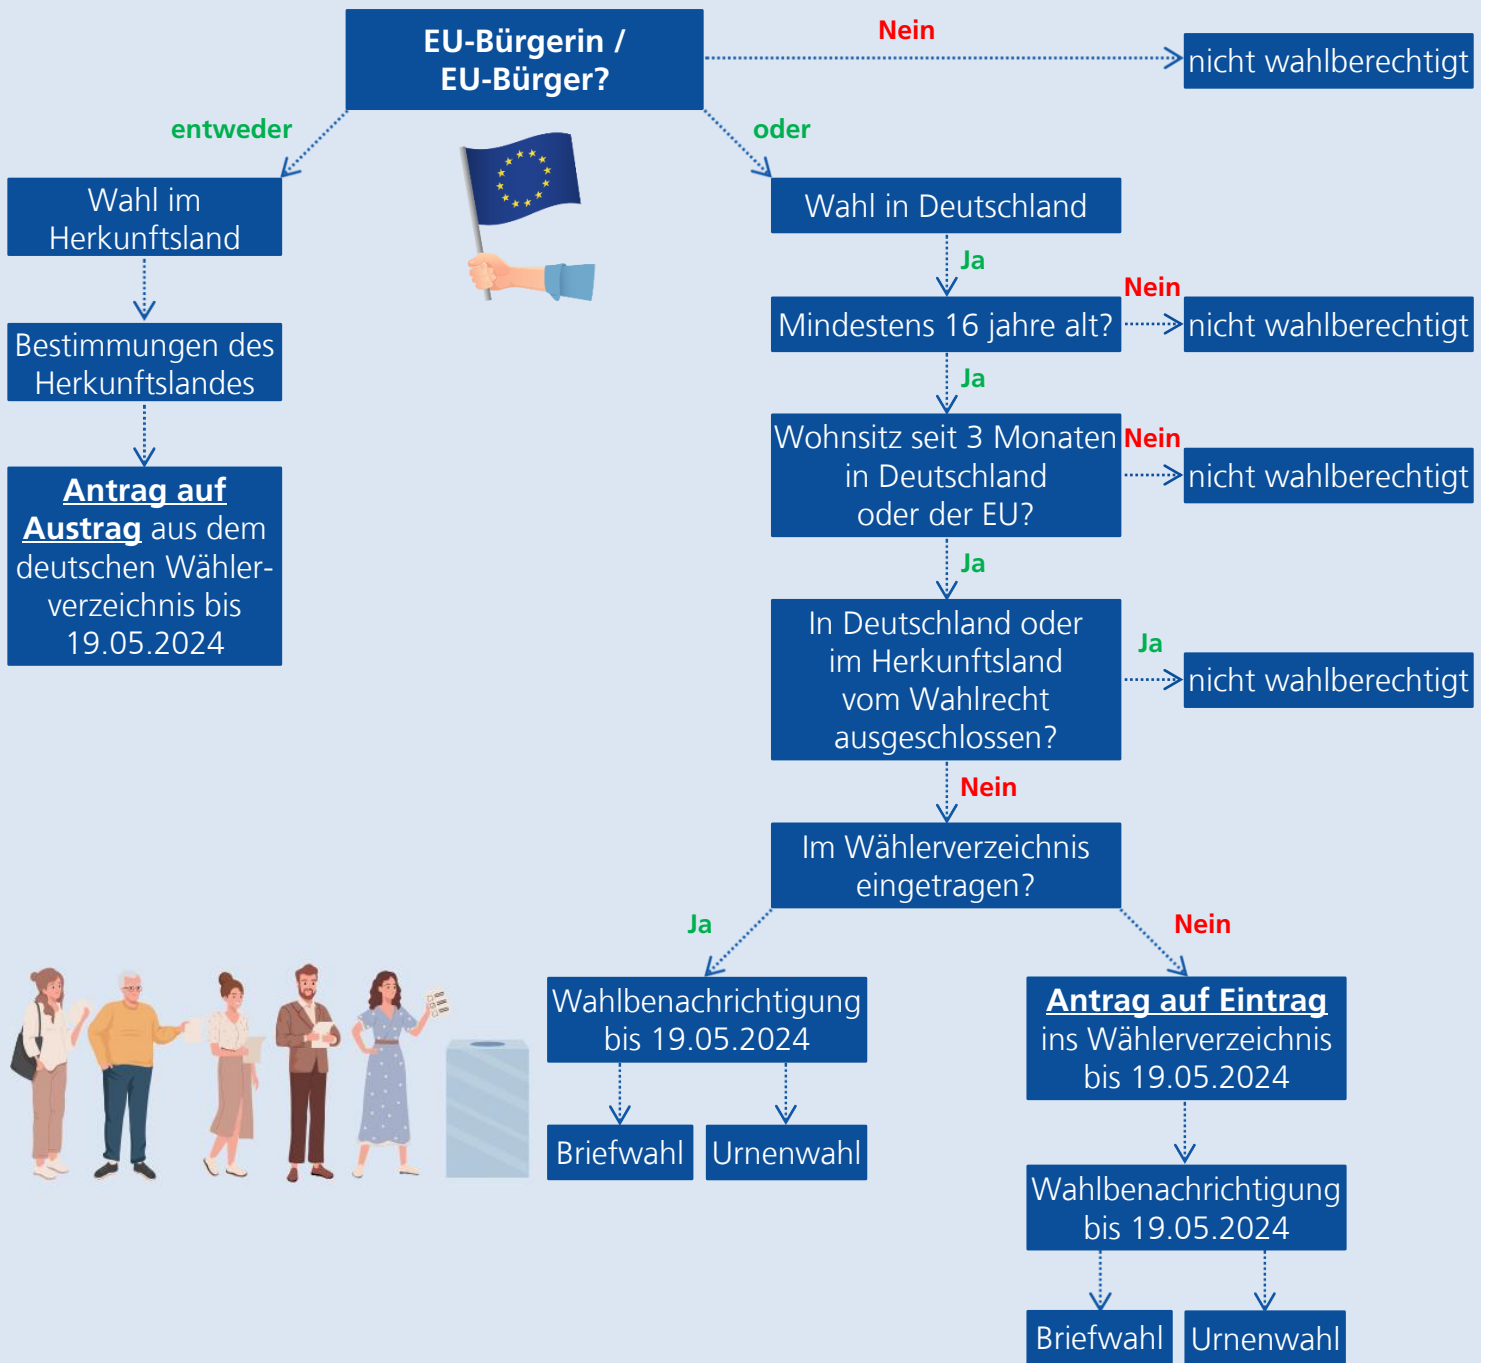 EU-Bürgerin /
EU-Bürger?
Nein
nicht wahlberechtigt
entweder
oder
Wahl im
Herkunftsland
Bestimmungen des
Herkunftslandes
Antrag auf
Austrag aus dem
deutschen Wähler-
verzeichnis bis
19.05.2024
Wahl in Deutschland
Ja
Mindestens 16 jahre alt?
Nein
nicht wahlberechtigt
Ja
Wohnsitz seit 3 Monaten
in Deutschland
oder der EU?
Nein
nicht wahlberechtigt
Ja
In Deutschland oder
im Herkunftsland
vom Wahlrecht
ausgeschlossen?
Ja
nicht wahlberechtigt
Nein
Im Wählerverzeichnis
eingetragen?
Ja
Wahlbenachrichtigung
bis 19.05.2024
Briefwahl
Urnenwahl
Nein
Antrag auf Eintrag
ins Wählerverzeichnis
bis 19.05.2024
Wahlbenachrichtigung
bis 19.05.2024
Briefwahl
Urnenwahl